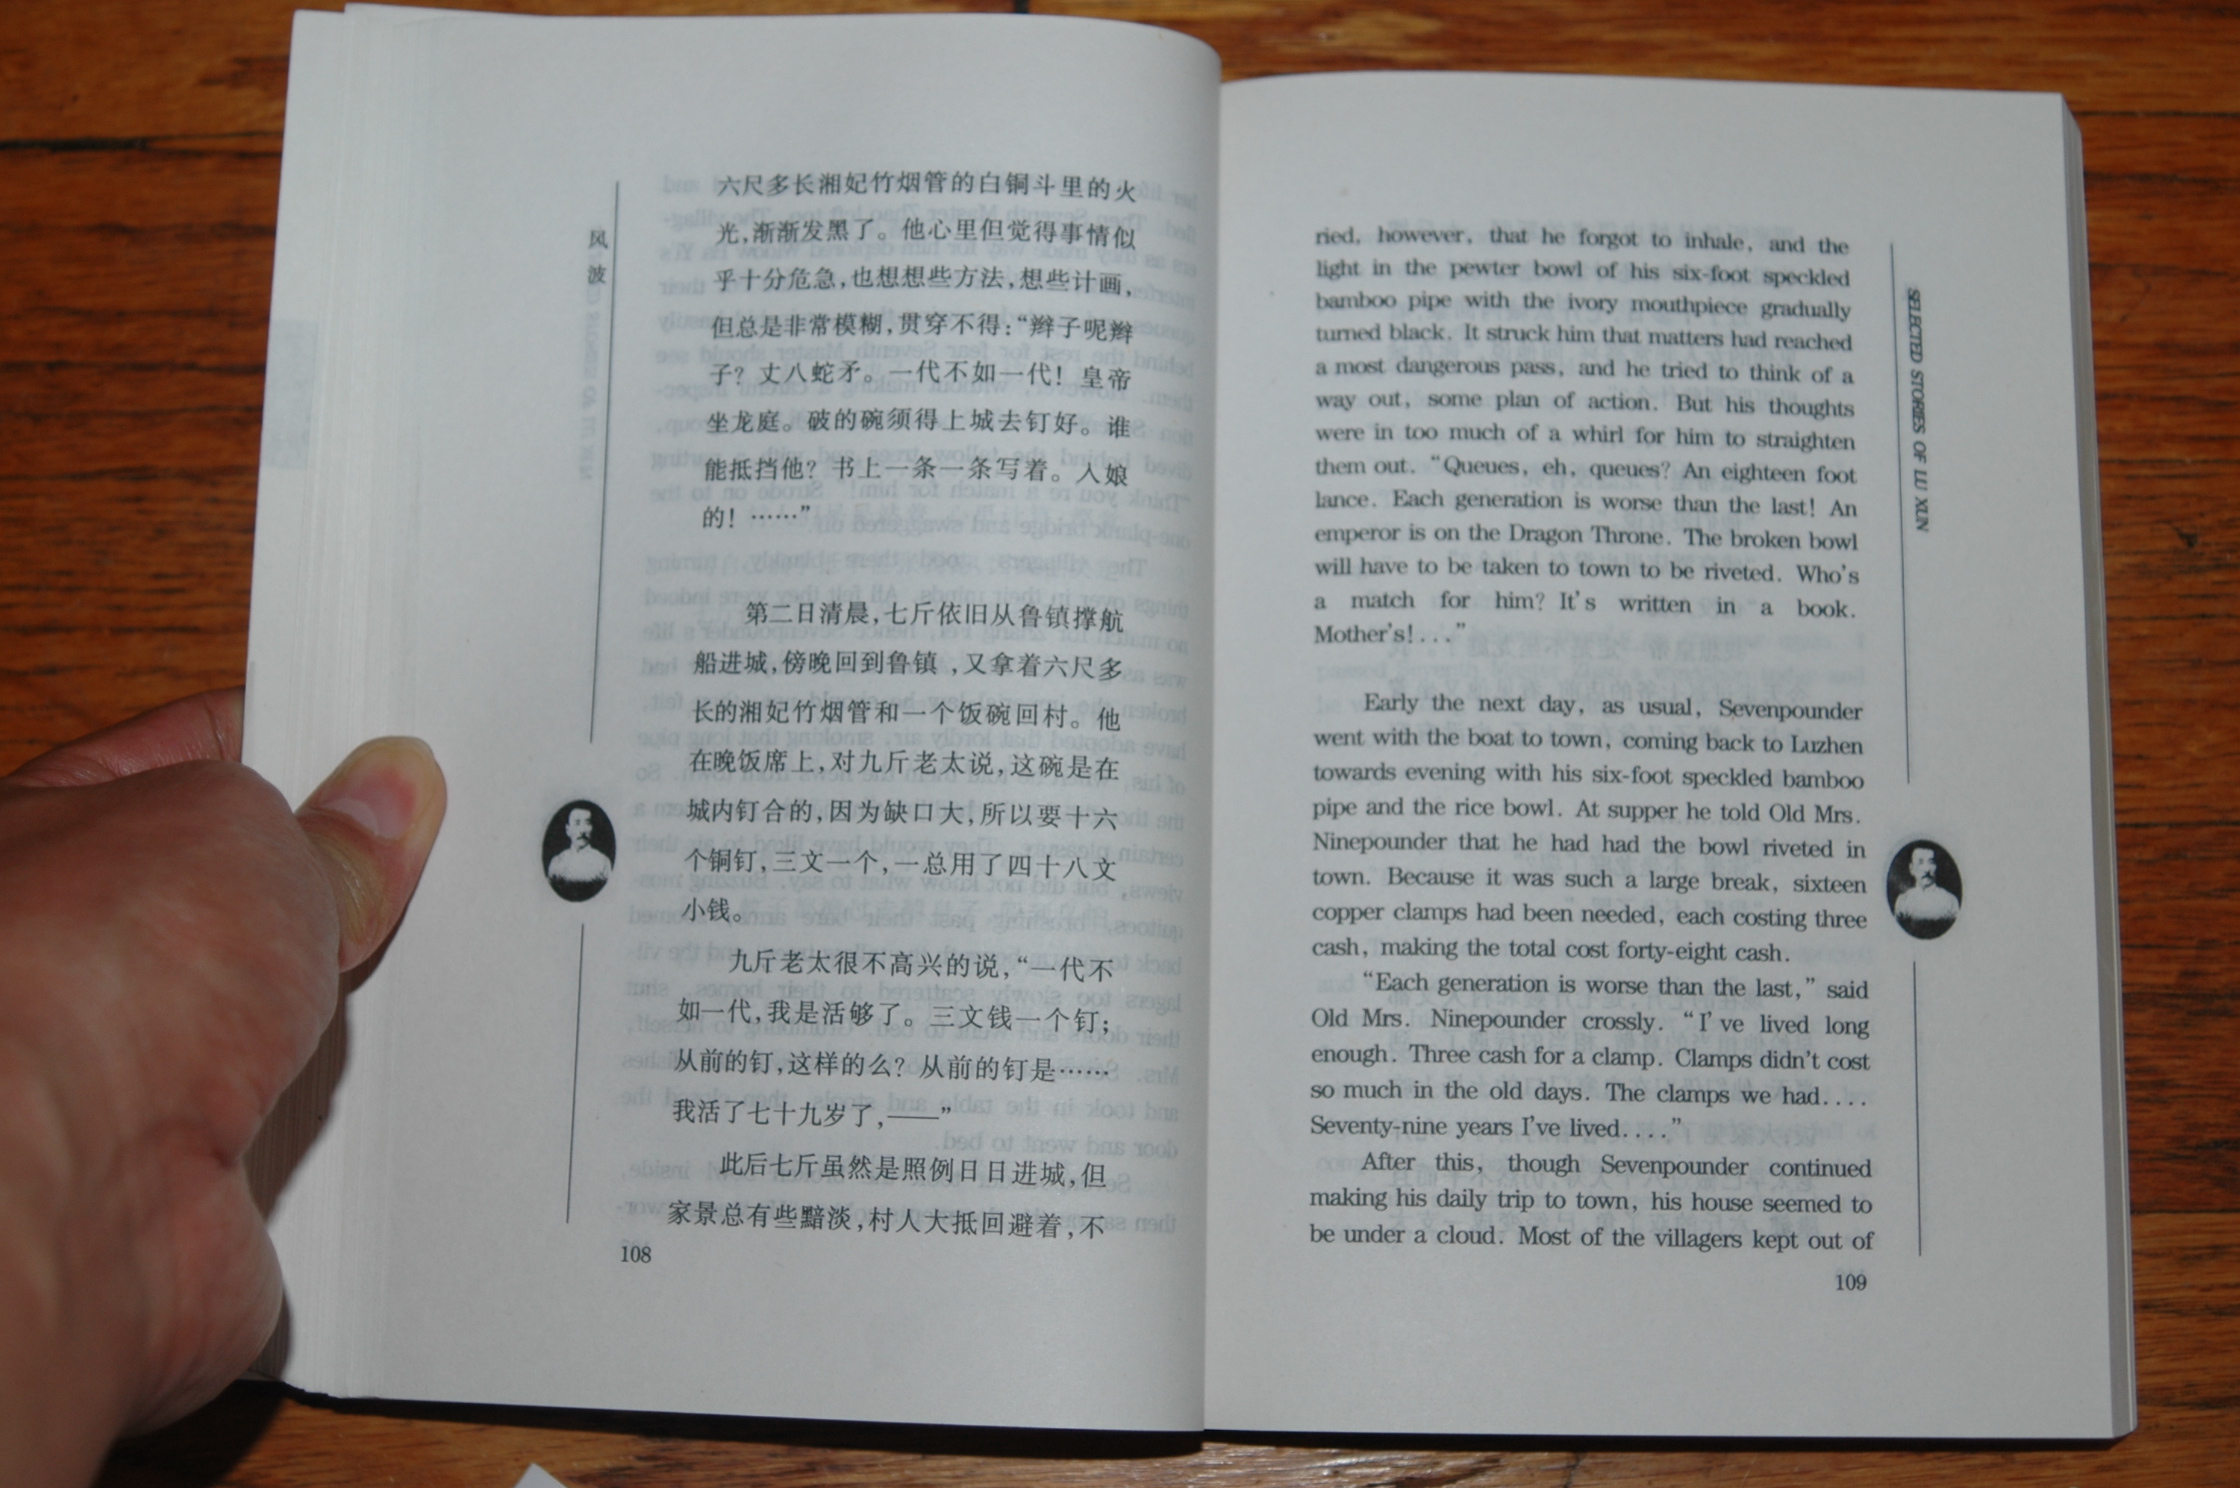 风
波
六尺多长湘妃竹烟管的白铜斗里的火
光,渐渐发黑了。他心里但觉得事情似
乎十分危急,也想想些方法,想些计画,
但总是非常模糊,贯穿不得:“辫子呢辫
子?丈八蛇矛。一代不如一代!皇帝
坐龙庭。破的碗须得上城去钉好。谁
能抵挡他?书上一条一条写着。入娘
的!……”
第二日清晨,七斤依旧从鲁镇撑航
船进城,傍晚回到鲁镇,又拿着六尺多
长的湘妃竹烟管和一个饭碗回村。他
在晚饭席上,对九斤老太说,这碗是在
城内钉合的,因为缺口大,所以要十六
个铜钉,三文一个,一总用了四十八文
小钱。
九斤老太很不高兴的说,“一代不
如一代,我是活够了。三文钱一个钉;
从前的钉,这样的么?从前的钉是……
我活了七十九岁了,——”
此后七斤虽然是照例日日进城,但
家景总有些黯淡,村人大抵回避着,不
108
SELECTED STORIES OF LU XUN
ried, however, that he forgot to inhale, and the
light in the pewter bowl of his six-foot speckled
bamboo pipe with the ivory mouthpiece gradually
turned black. It struck him that matters had reached
a most dangerous pass, and he tried to think of a
way out, some plan of action. But his thoughts
were in too much of a whirl for him to straighten
them out. “Queues, eh, queues? An eighteen foot
lance. Each generation is worse than the last! An
emperor is on the Dragon Throne. The broken bowl
will have to be taken to town to be riveted. Who's
a match for him? It's written in a book.
Mother's!...”
Early the next day, as usual, Sevenpounder
went with the boat to town, coming back to Luzhen
towards evening with his six-foot speckled bamboo
pipe and the rice bowl. At supper he told Old Mrs.
Ninepounder that he had had the bowl riveted in
town. Because it was such a large break, sixteen
copper clamps had been needed, each costing three
cash, making the total cost forty-eight cash.
“Each generation is worse than the last,” said
Old Mrs. Ninepounder crossly. “I've lived long
enough. Three cash for a clamp. Clamps didn't cost
so much in the old days. The clamps we had....
Seventy-nine years I've lived....”
After this, though Sevenpounder continued
making his daily trip to town, his house seemed to
be under a cloud. Most of the villagers kept out of
109